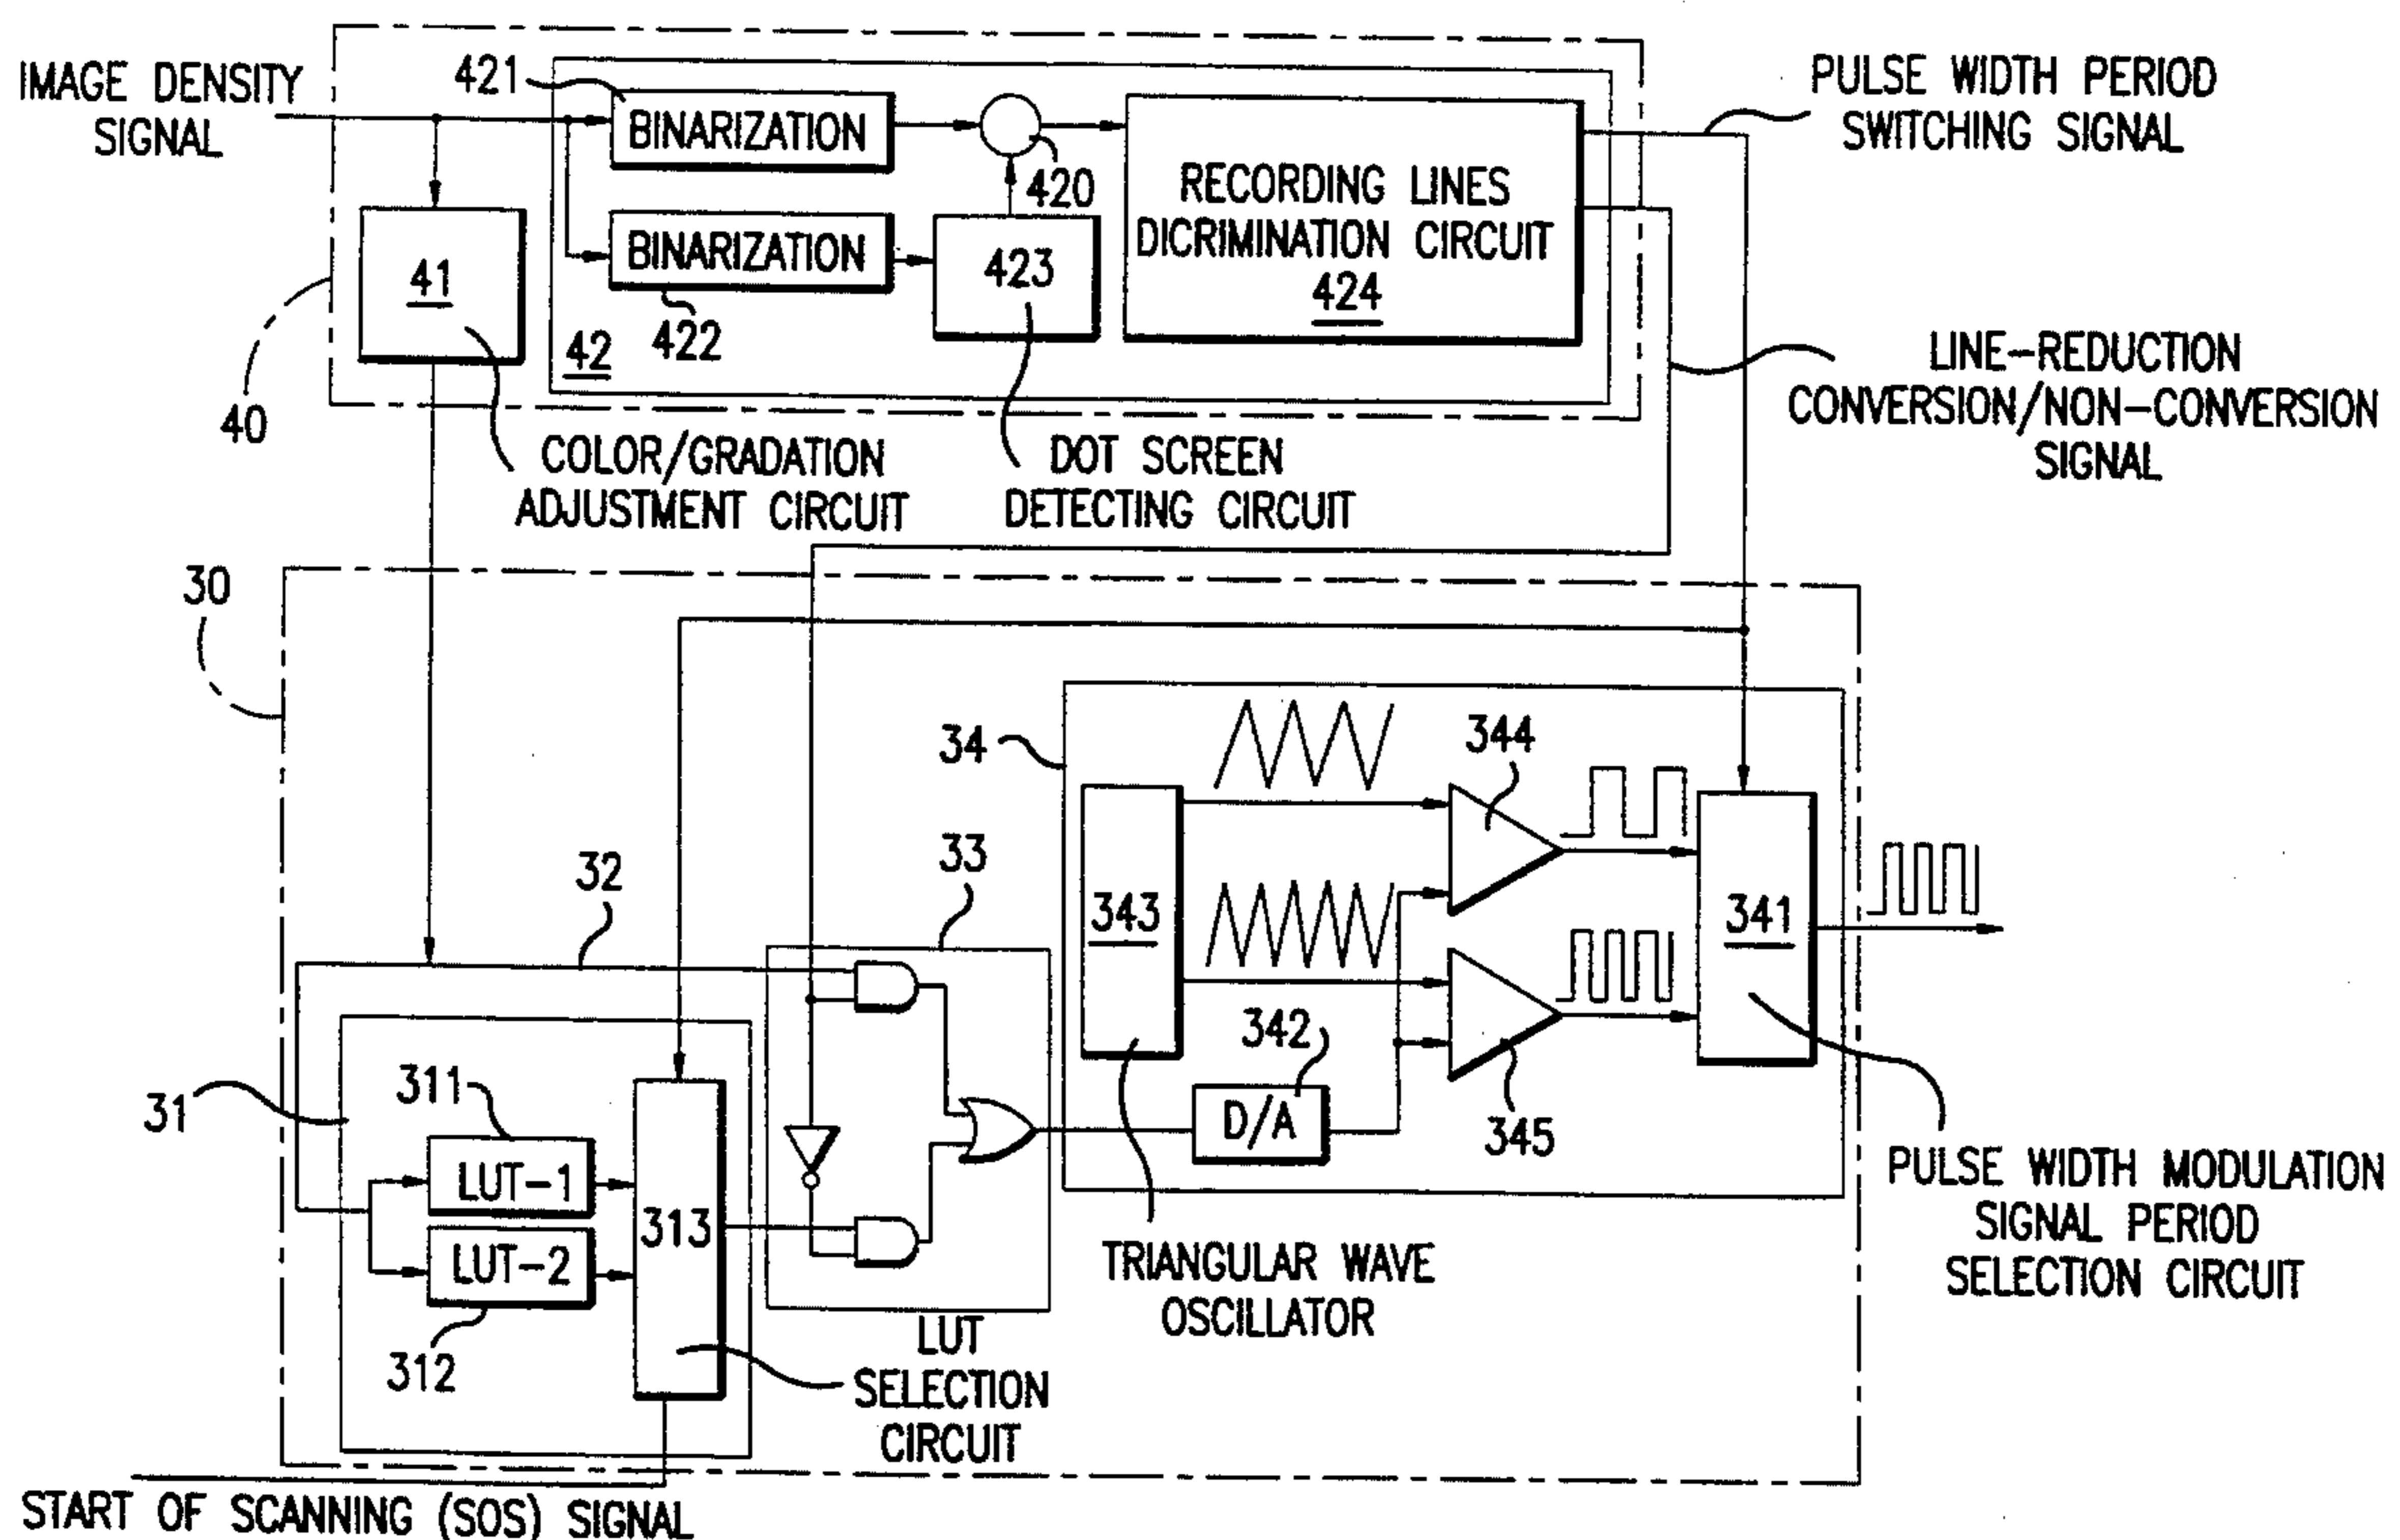 IMAGE DENSITY
SIGNAL
421
BINARIZATION
420
RECORDING LINES
DICRIMINATION CIRCUIT
424
PULSE WIDTH PERIOD
SWITCHING SIGNAL
41
BINARIZATION
422
423
42
40
COLOR/GRADATION
ADJUSTMENT CIRCUIT
DOT SCREEN
DETECTING CIRCUIT
LINE-REDUCTION
CONVERSION/NON-CONVERSION
SIGNAL
30
34
344
343
341
32
33
342
D/A
345
31
311
LUT-1
LUT-2
312
313
LUT
SELECTION
CIRCUIT
TRIANGULAR WAVE
OSCILLATOR
PULSE WIDTH MODULATION
SIGNAL PERIOD
SELECTION CIRCUIT
START OF SCANNING (SOS) SIGNAL